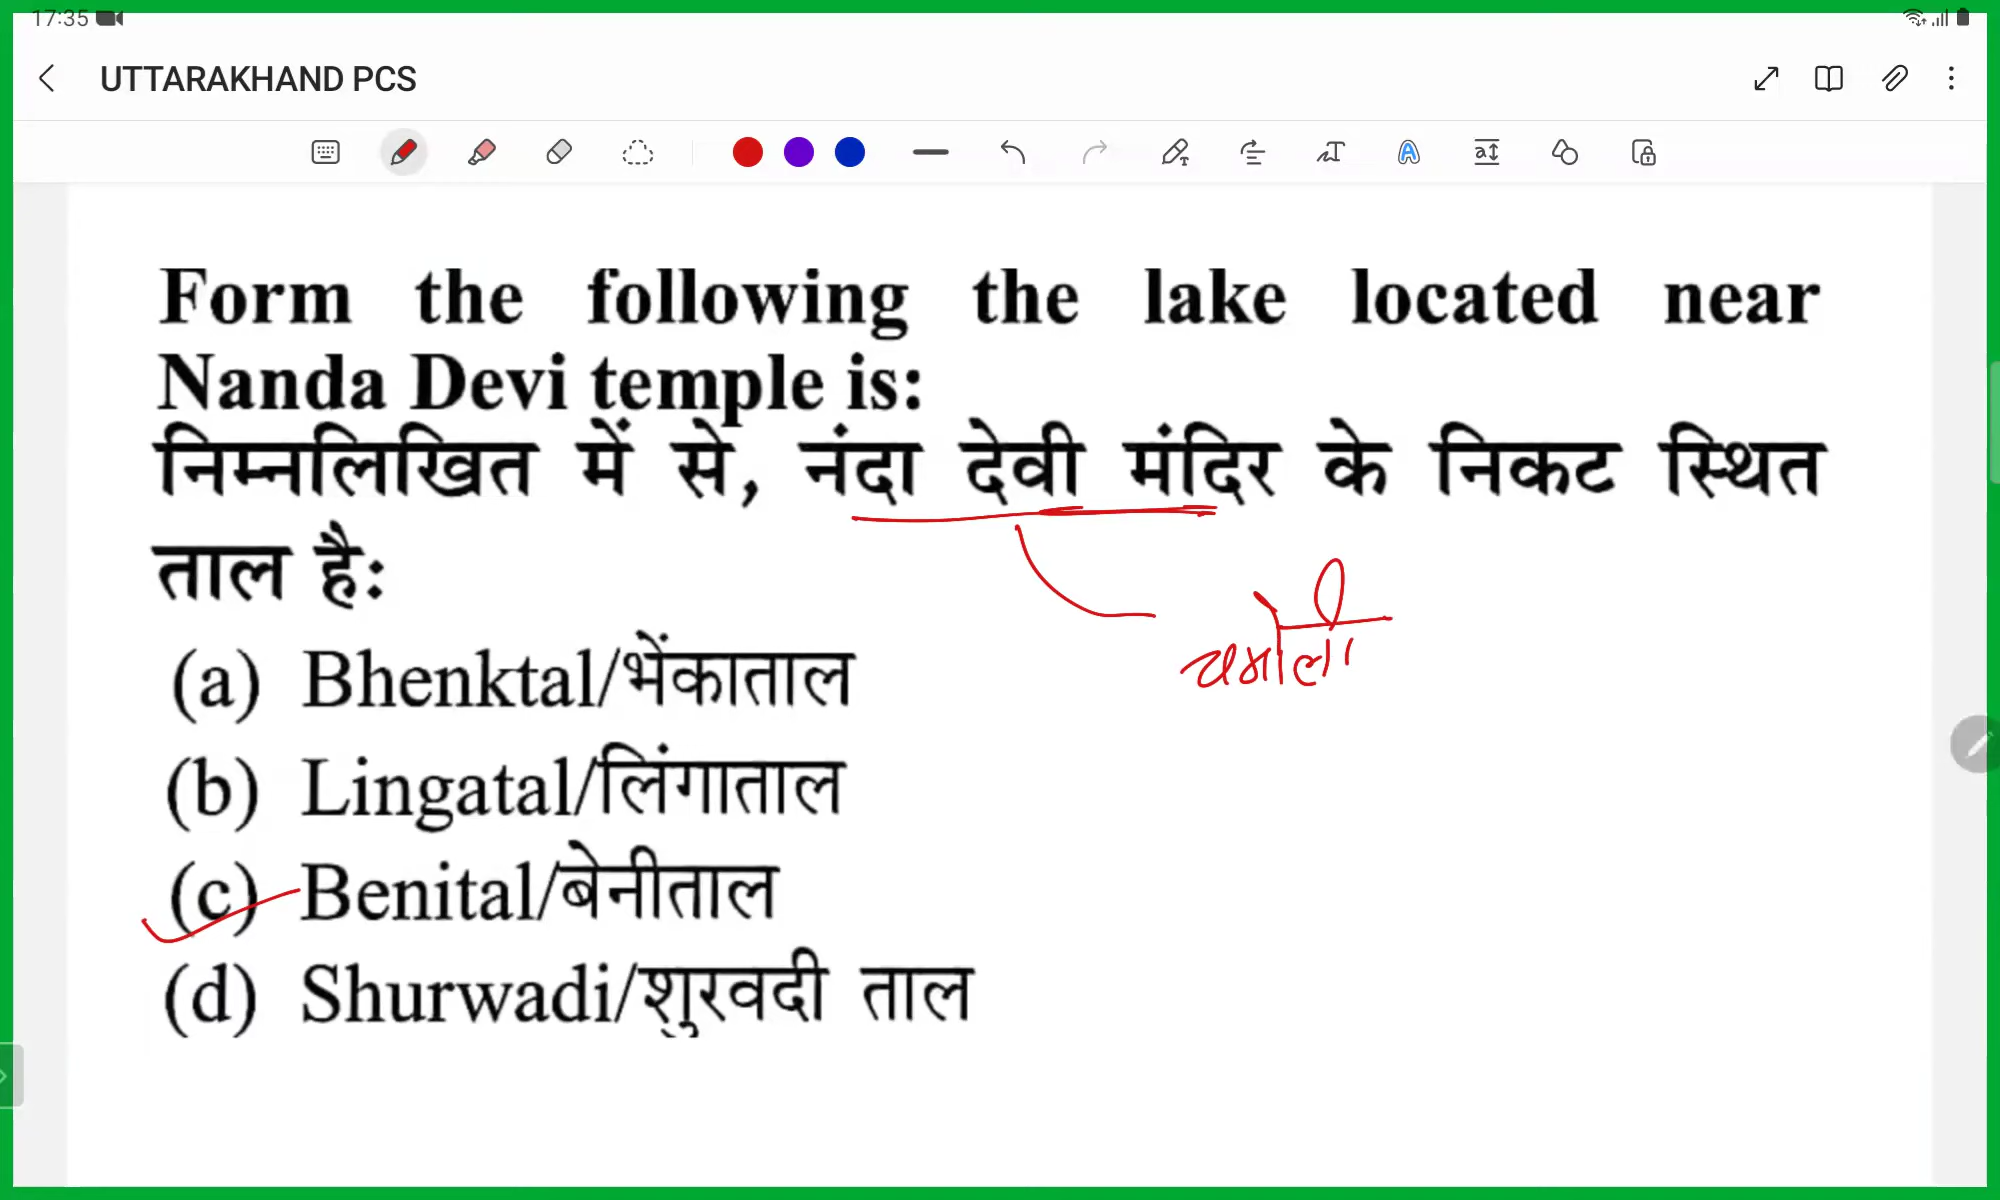 17:35
UTTARAKHAND PCS
Form the following the lake located near
Nanda Devi temple is:
निम्नलिखित में से, नंदा देवी मंदिर के निकट स्थित
ताल है:
चमोली
(a) Bhenktal/भेंकाताल
(b) Lingatal/लिंगाताल
(c) Benital/बेनीताल
(d) Shurwadi/शुरवदी ताल